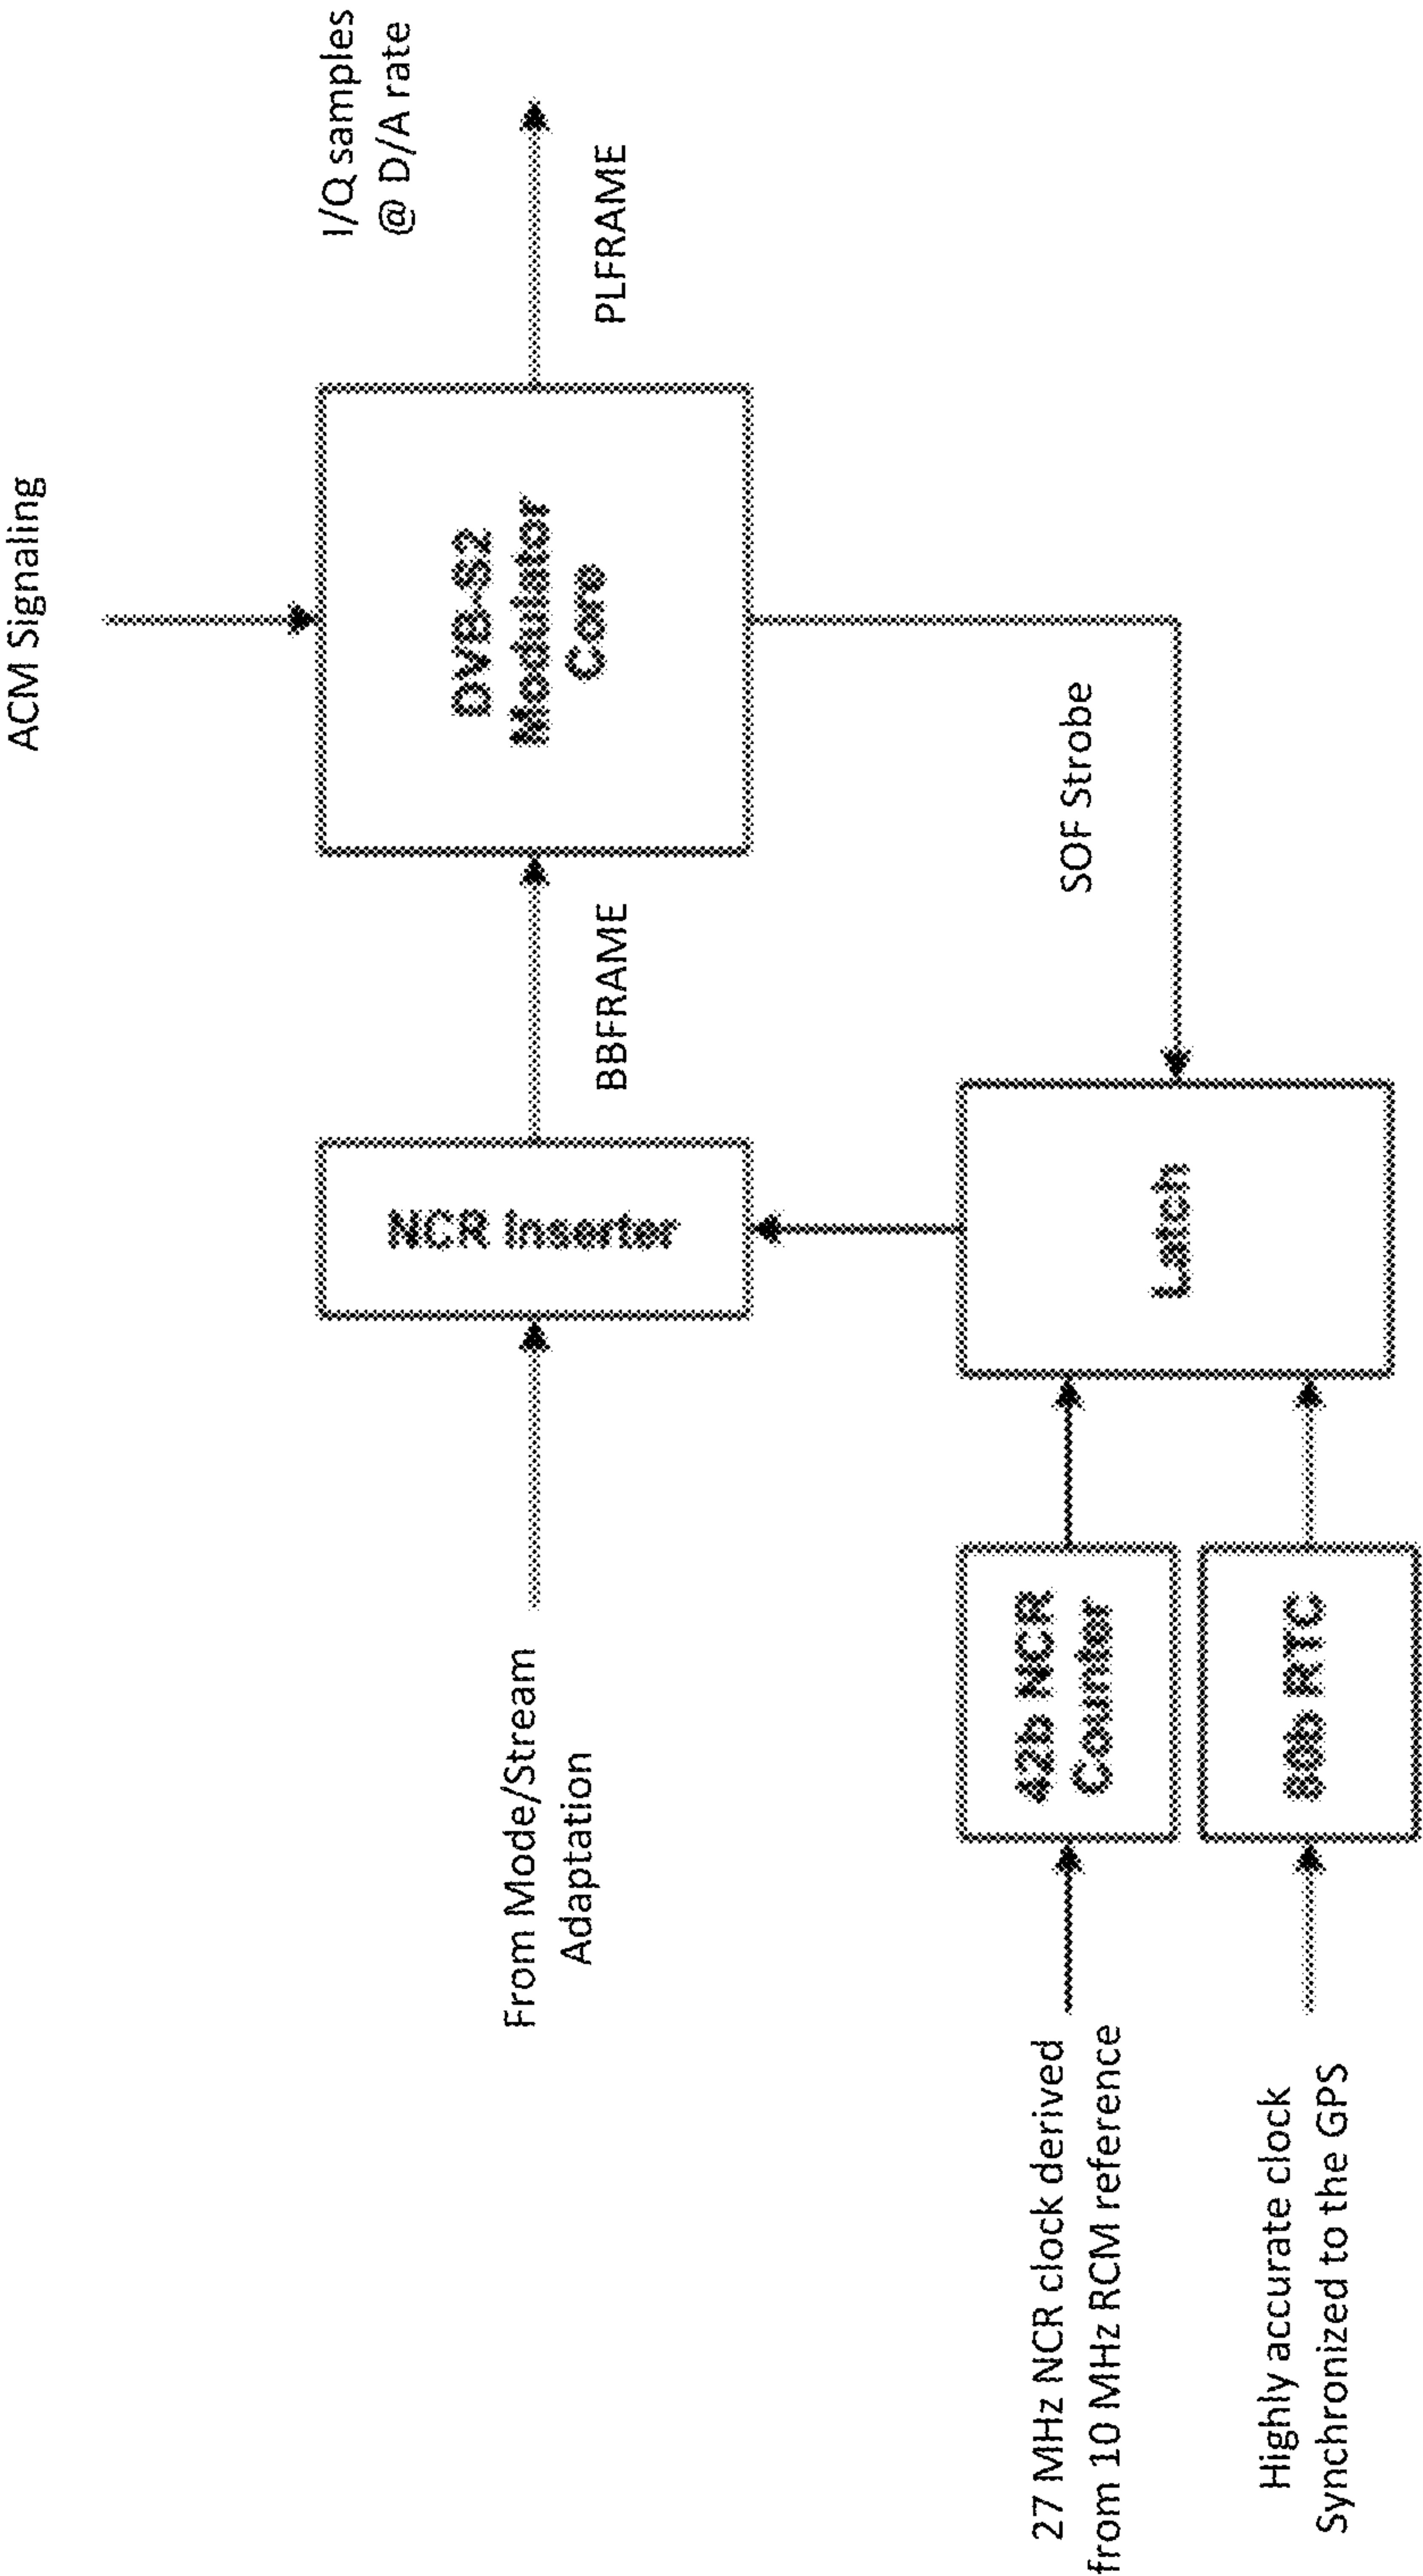 ACM Signaling
I/Q samples
@ D/A rate
From Mode/Stream
Adaptation
NCR Inserter
BBFRAME
DVB-S2
Modulator
Core
PLFRAME
SOF Strobe
27 MHz NCR clock derived
from 10 MHz RCM reference
42b NCR
Counter
Latch
Highly accurate clock
Synchronized to the GPS
80b RTC